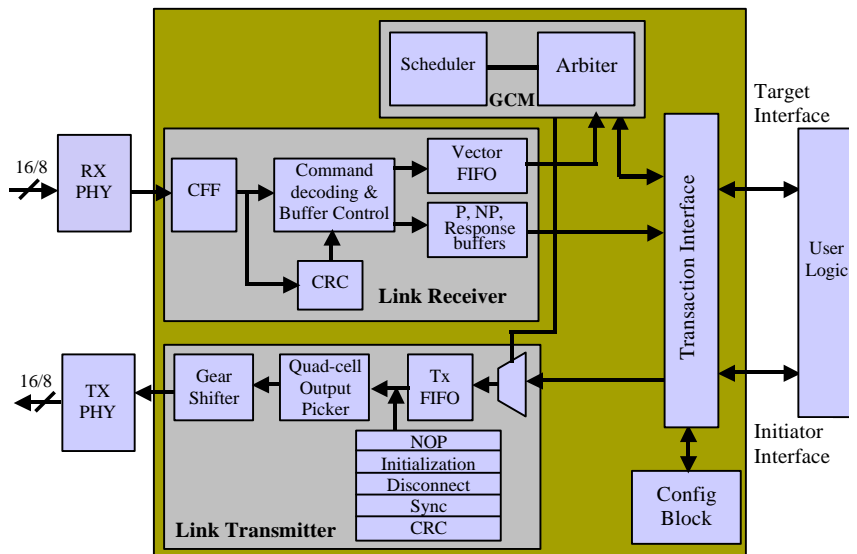 Scheduler
Arbiter
GCM
Target
Interface
16/8
RX
PHY
CFF
Command
decoding &
Buffer Control
Vector
FIFO
P, NP,
Response
buffers
CRC
Link Receiver
Transaction Interface
User
Logic
16/8
TX
PHY
Gear
Shifter
Quad-cell
Output
Picker
Tx
FIFO
NOP
Initialization
Disconnect
Sync
CRC
Link Transmitter
Initiator
Interface
Config
Block